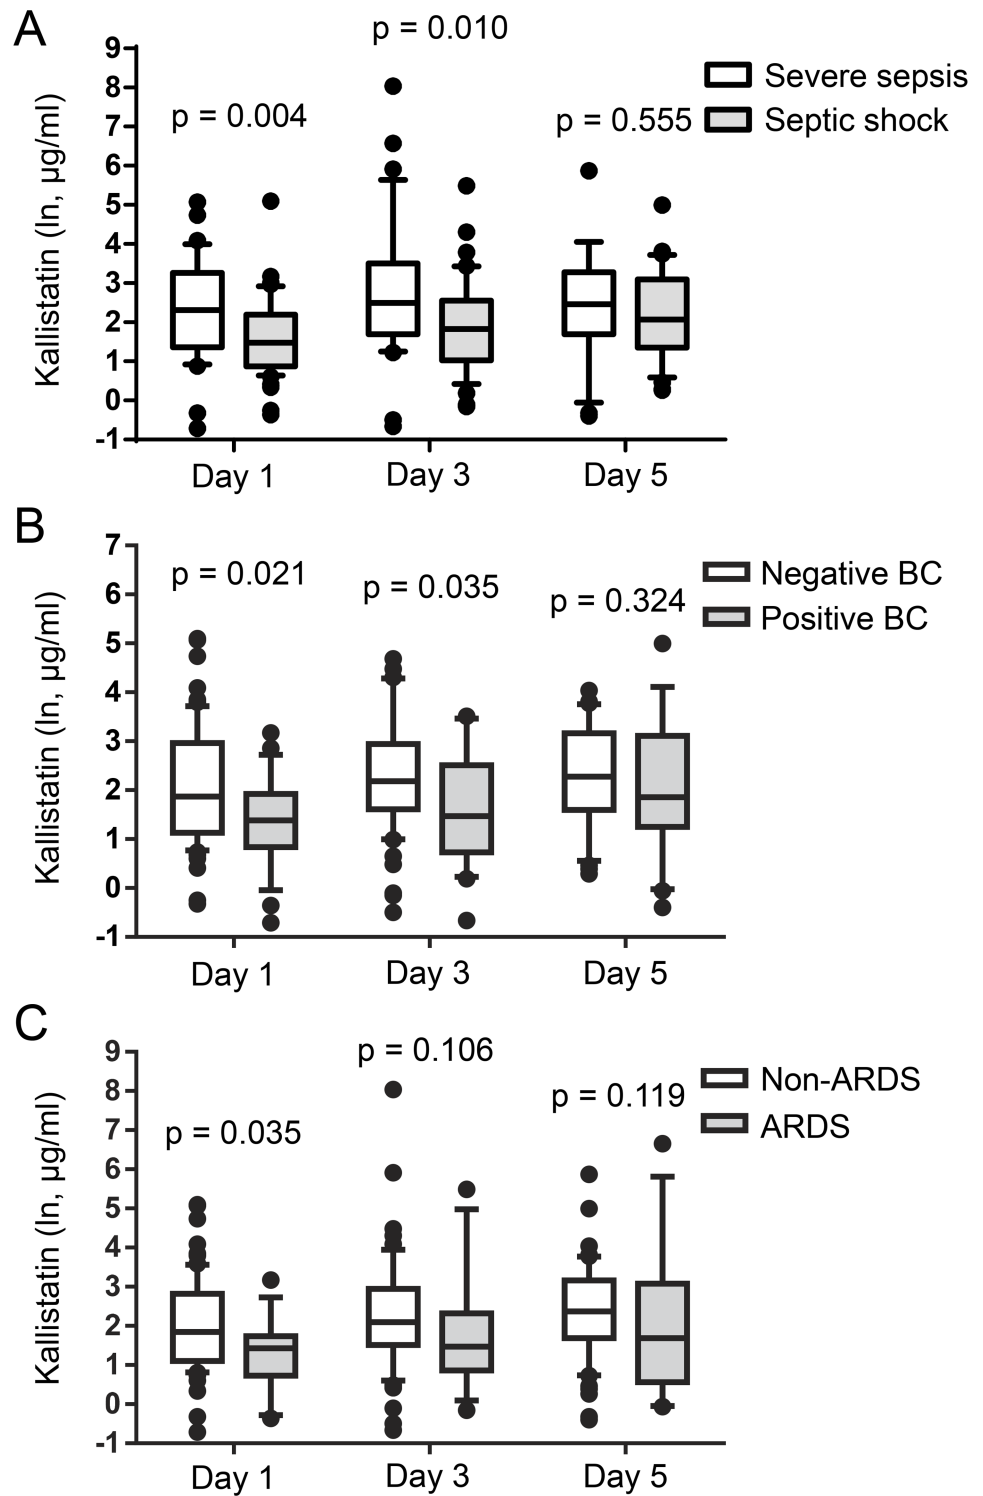 A
p = 0.010
9
8
7
6
5
4
3
2
1
0
-1
Kallistatin (ln, µg/ml)
p = 0.004
p = 0.555
Severe sepsis
Septic shock
Day 1
Day 3
Day 5
B
7
6
5
4
3
2
1
0
-1
Kallistatin (ln, µg/ml)
p = 0.021
p = 0.035
p = 0.324
Negative BC
Positive BC
Day 1
Day 3
Day 5
C
9
8
7
6
5
4
3
2
1
0
-1
Kallistatin (ln, µg/ml)
p = 0.035
p = 0.106
p = 0.119
Non-ARDS
ARDS
Day 1
Day 3
Day 5